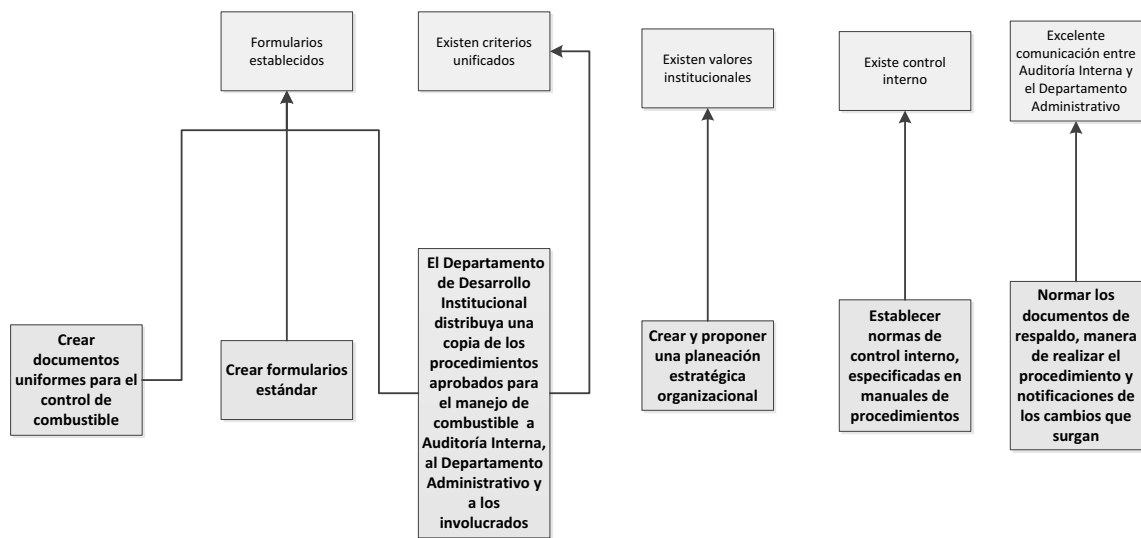 Formularios
establecidos
Existen criterios
unificados
Existen valores
institucionales
Existe control
interno
Excelente
comunicación entre
Auditoría Interna y
el Departamento
Administrativo
Crear
documentos
uniformes para el
control de
combustible
Crear formularios
estándar
El Departamento
de Desarrollo
Institucional
distribuya una
copia de los
procedimientos
aprobados para
el manejo de
combustible a
Auditoría Interna,
al Departamento
Administrativo y
a los
involucrados
Crear y proponer
una planeación
estratégica
organizacional
Establecer
normas de
control interno,
especificadas en
manuales de
procedimientos
Normar los
documentos de
respaldo, manera
de realizar el
procedimiento y
notificaciones de
los cambios que
surgan